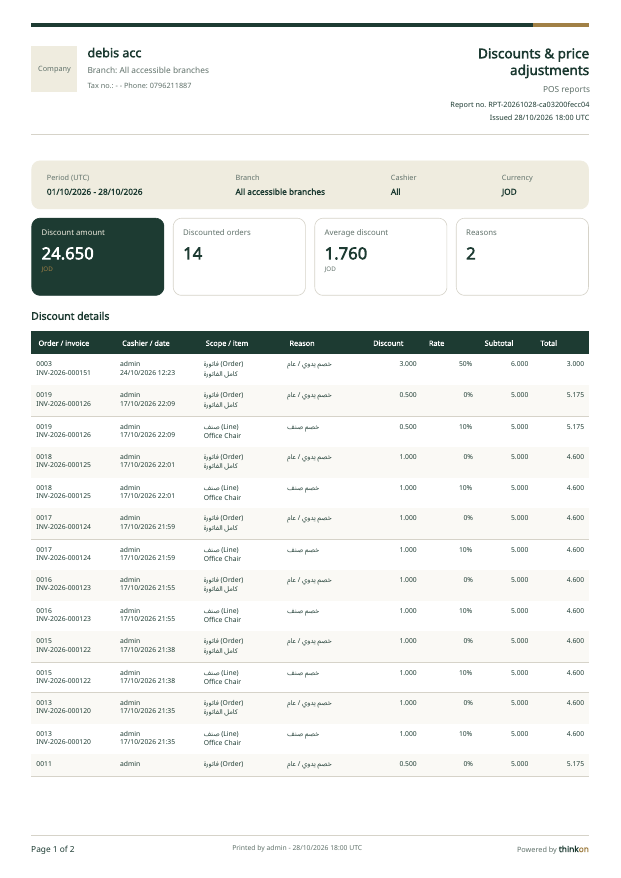 Company
debis acc
Branch: All accessible branches
Tax no.: - - Phone: 0796211887
Discounts & price
adjustments
POS reports
Report no. RPT-20261028-ca03200fecc04
Issued 28/10/2026 18:00 UTC
Period (UTC) Branch Cashier Currency
01/10/2026 - 28/10/2026 All accessible branches All JOD
Discount amount Discounted orders Average discount Reasons
24.650 14 1.760 2
JOD JOD
Discount details
Order / invoice Cashier / date Scope / item Reason Discount Rate Subtotal Total
0003 admin فاتورة (Order) خصم يدوي / عام 3.000 50% 6.000 3.000
INV-2026-000151 24/10/2026 12:23 كامل الفاتورة
0019 admin فاتورة (Order) خصم يدوي / عام 0.500 0% 5.000 5.175
INV-2026-000126 17/10/2026 22:09 كامل الفاتورة
0019 admin صنف (Line) خصم صنف 0.500 10% 5.000 5.175
INV-2026-000126 17/10/2026 22:09 Office Chair
0018 admin فاتورة (Order) خصم يدوي / عام 1.000 0% 5.000 4.600
INV-2026-000125 17/10/2026 22:01 كامل الفاتورة
0018 admin صنف (Line) خصم صنف 1.000 10% 5.000 4.600
INV-2026-000125 17/10/2026 22:01 Office Chair
0017 admin فاتورة (Order) خصم يدوي / عام 1.000 0% 5.000 4.600
INV-2026-000124 17/10/2026 21:59 كامل الفاتورة
0017 admin صنف (Line) خصم صنف 1.000 10% 5.000 4.600
INV-2026-000124 17/10/2026 21:59 Office Chair
0016 admin فاتورة (Order) خصم يدوي / عام 1.000 0% 5.000 4.600
INV-2026-000123 17/10/2026 21:55 كامل الفاتورة
0016 admin صنف (Line) خصم صنف 1.000 10% 5.000 4.600
INV-2026-000123 17/10/2026 21:55 Office Chair
0015 admin فاتورة (Order) خصم يدوي / عام 1.000 0% 5.000 4.600
INV-2026-000122 17/10/2026 21:38 كامل الفاتورة
0015 admin صنف (Line) خصم صنف 1.000 10% 5.000 4.600
INV-2026-000122 17/10/2026 21:38 Office Chair
0013 admin فاتورة (Order) خصم يدوي / عام 1.000 0% 5.000 4.600
INV-2026-000120 17/10/2026 21:35 كامل الفاتورة
0013 admin صنف (Line) خصم صنف 1.000 10% 5.000 4.600
INV-2026-000120 17/10/2026 21:35 Office Chair
0011 admin فاتورة (Order) خصم يدوي / عام 0.500 0% 5.000 5.175
Page 1 of 2 Printed by admin - 28/10/2026 18:00 UTC Powered by thinkon